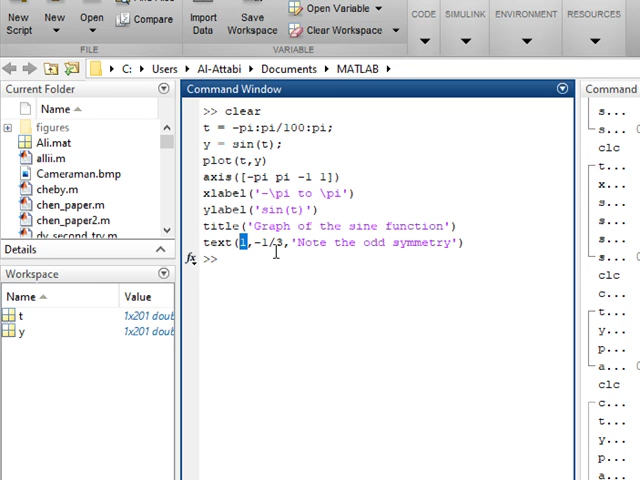 New
Script
New
Open
Compare
FILE
Import
Data
Save
Workspace
Open Variable
Clear Workspace
VARIABLE
CODE
SIMULINK
ENVIRONMENT
RESOURCES
C: Users Al-Attabi Documents MATLAB
Current Folder
Name
figures
Ali.mat
allii.m
Cameraman.bmp
cheby.m
chen_paper.m
chen_paper2.m
dv_second_try.m
Details
Workspace
Name Value
t 1x201 doub
y 1x201 doub
Command Window
>> clear
t = -pi:pi/100:pi;
y = sin(t);
plot(t,y)
axis([-pi pi -1 1])
xlabel('-\pi to \pi')
ylabel('sin(t)')
title('Graph of the sine function')
text(1,-1/3,'Note the odd symmetry')
fx >>
Command
s...
s...
clc
t...
x...
s...
s...
s...
s...
clc
c...
t...
y...
p...
a...
clc
c...
t...
y...
p...
a...